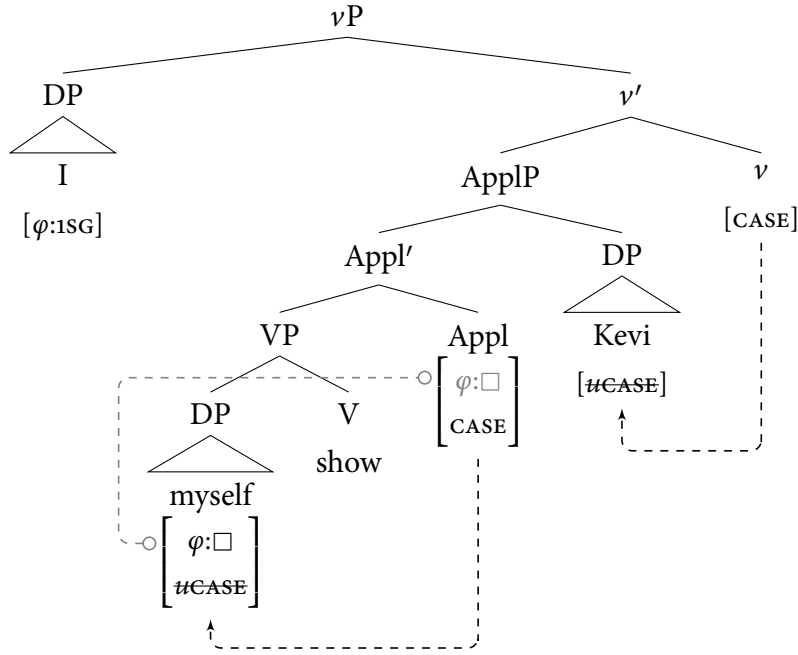 νP
DP ν′
I
[φ:1SG]
ApplP ν
[CASE]
Appl′ DP
Kevi
[uCASE]
VP Appl
φ:□
CASE
DP V
show
myself
φ:□
uCASE